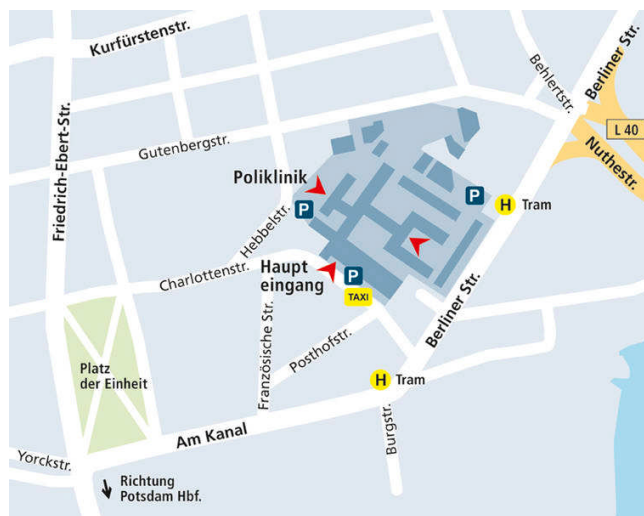 Kurfürstenstr.
Berliner Str.
Behlertstr.
L 40
Nuthestr.
Friedrich-Ebert-Str.
Gutenbergstr.
Poliklinik
P
P
H
Tram
Hebbelstr.
Charlottenstr.
Haupt
eingang
P
TAXI
Berliner Str.
Französische Str.
Posthofstr.
Platz
der Einheit
H
Tram
Am Kanal
Burgstr.
Yorckstr.
Richtung
Potsdam Hbf.